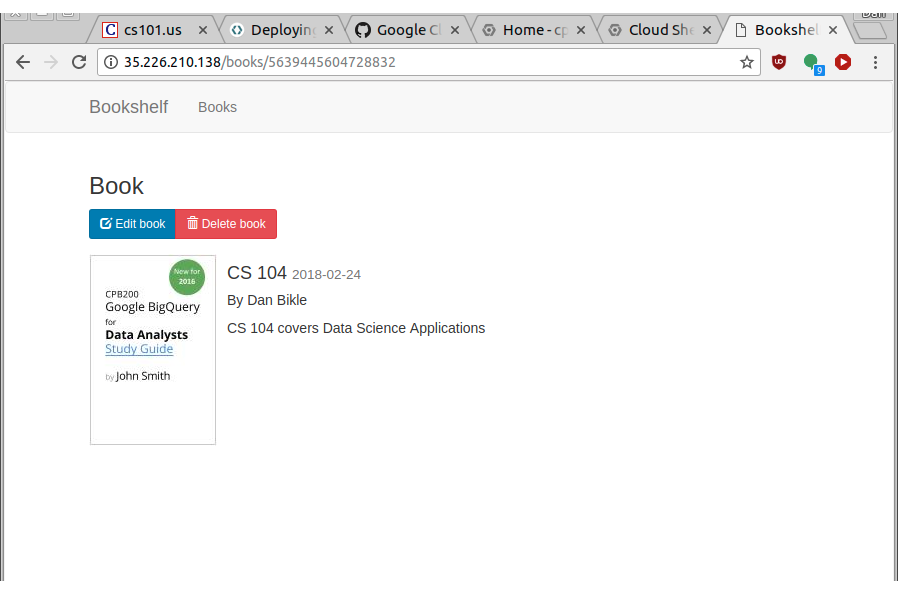 Dan
cs101.us
Deploying
Google Cl
Home - cp
Cloud She
Bookshel
35.226.210.138/books/5639445604728832
9
Bookshelf
Books
Book
Edit book
Delete book
New for
2016
CPB200
Google BigQuery
for
Data Analysts
Study Guide
by John Smith
CS 104 2018-02-24
By Dan Bikle
CS 104 covers Data Science Applications